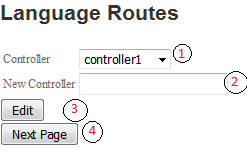 Language Routes
Controller controller1 1
New Controller 2
Edit 3
Next Page 4